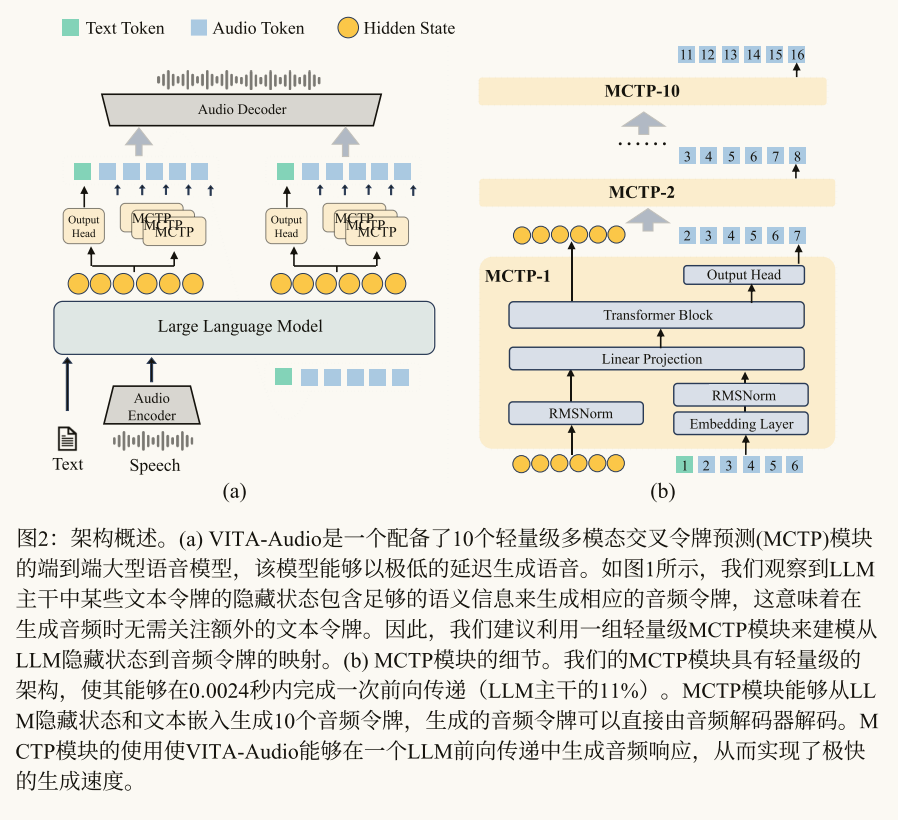 Text Token Audio Token Hidden State
Audio Decoder
Output Head MCTP MCTP MCTP
Output Head MCTP MCTP MCTP
Large Language Model
Audio Encoder
Text Speech
(a)
11 12 13 14 15 16
MCTP-10
......
3 4 5 6 7 8
MCTP-2
2 3 4 5 6 7
MCTP-1
Output Head
Transformer Block
Linear Projection
RMSNorm
RMSNorm
Embedding Layer
1 2 3 4 5 6
(b)
图2：架构概述。(a) VITA-Audio是一个配备了10个轻量级多模态交叉令牌预测(MCTP)模块
的端到端大型语音模型，该模型能够以极低的延迟生成语音。如图1所示，我们观察到LLM
主干中某些文本令牌的隐藏状态包含足够的语义信息来生成相应的音频令牌，这意味着在
生成音频时无需关注额外的文本令牌。因此，我们建议利用一组轻量级MCTP模块来建模从
LLM隐藏状态到音频令牌的映射。(b) MCTP模块的细节。我们的MCTP模块具有轻量级的
架构，使其能够在0.0024秒内完成一次前向传递（LLM主干的11%）。MCTP模块能够从LL
M隐藏状态和文本嵌入生成10个音频令牌，生成的音频令牌可以直接由音频解码器解码。M
CTP模块的使用使VITA-Audio能够在一个LLM前向传递中生成音频响应，从而实现了极快
的生成速度。